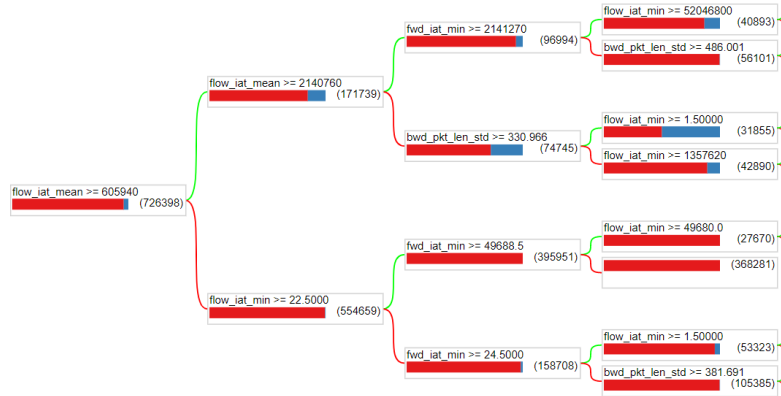 flow_iat_min >= 52046800
(40893)
fwd_iat_min >= 2141270
(96994)
bwd_pkt_len_std >= 486.001
(56101)
flow_iat_mean >= 2140760
(171739)
flow_iat_min >= 1.50000
(31855)
bwd_pkt_len_std >= 330.966
(74745)
flow_iat_min >= 1357620
(42890)
flow_iat_mean >= 605940
(726398)
flow_iat_min >= 49680.0
(27670)
fwd_iat_min >= 49688.5
(395951)
(368281)
flow_iat_min >= 22.5000
(554659)
flow_iat_min >= 1.50000
(53323)
fwd_iat_min >= 24.5000
(158708)
bwd_pkt_len_std >= 381.691
(105385)